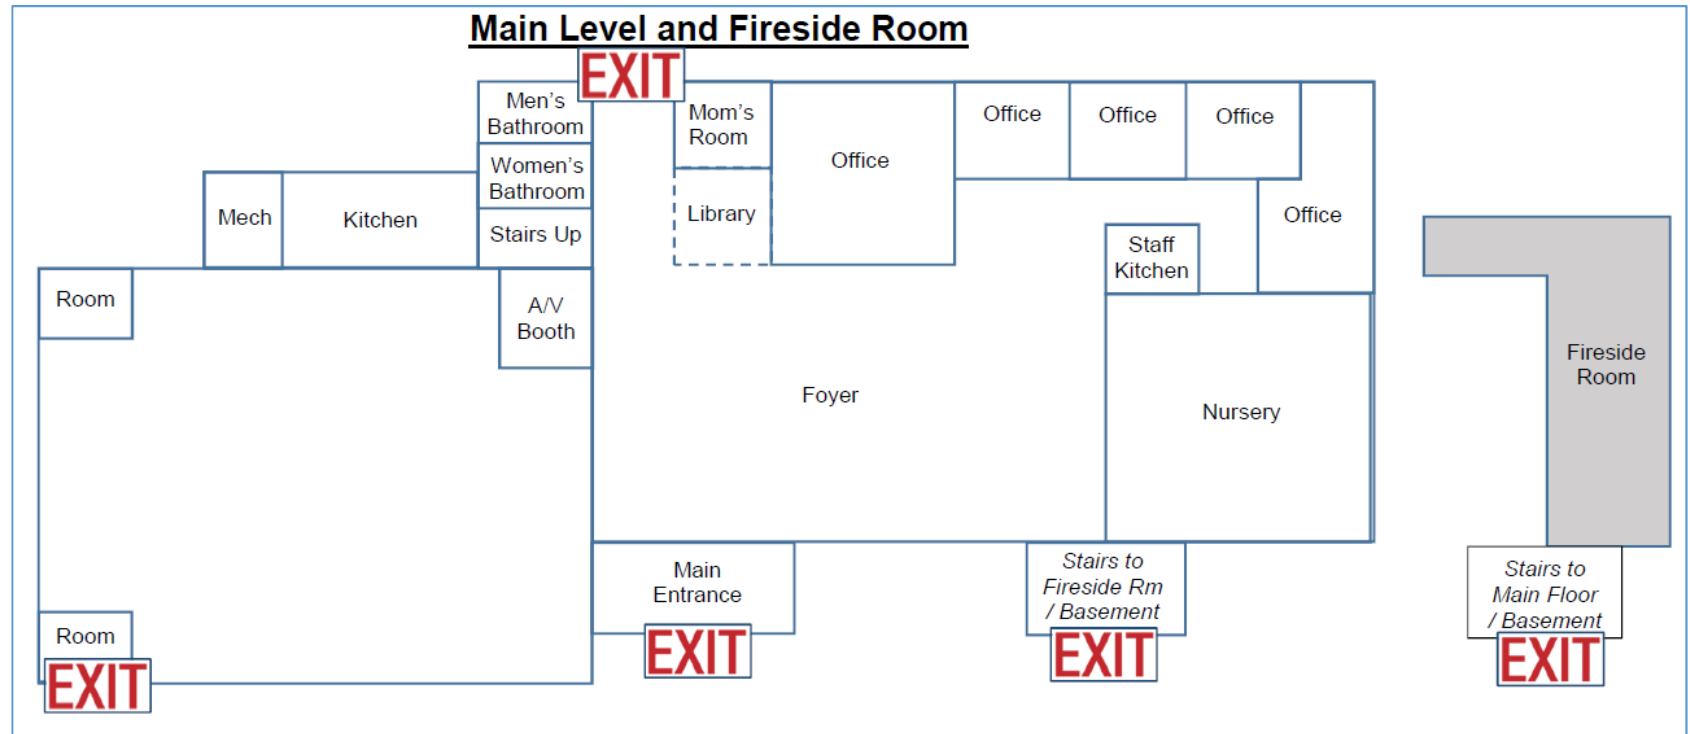 Main Level and Fireside Room
EXIT
Men's
Bathroom
Mom's
Room
Office
Office
Office
Office
Women's
Bathroom
Mech
Kitchen
Stairs Up
Library
Office
Staff
Kitchen
Room
A/V
Booth
Foyer
Nursery
Fireside
Room
Main
Entrance
EXIT
Stairs to
Fireside Rm
/ Basement
EXIT
Stairs to
Main Floor
/ Basement
EXIT
Room
EXIT